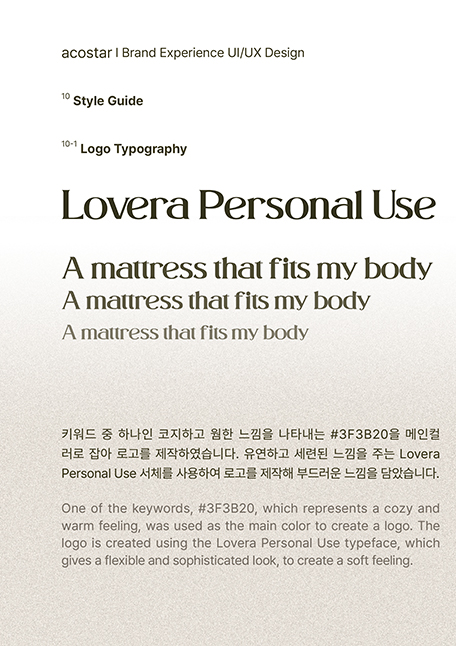 acostar | Brand Experience UI/UX Design
10 Style Guide
10-1 Logo Typography
Lovera Personal Use
A mattress that fits my body
A mattress that fits my body
A mattress that fits my body
키워드 중 하나인 코지하고 웜한 느낌을 나타내는 #3F3B20을 메인컬
러로 잡아 로고를 제작하였습니다. 유연하고 세련된 느낌을 주는 Lovera
Personal Use 서체를 사용하여 로고를 제작해 부드러운 느낌을 담았습니다.
One of the keywords, #3F3B20, which represents a cozy and
warm feeling, was used as the main color to create a logo. The
logo is created using the Lovera Personal Use typeface, which
gives a flexible and sophisticated look, to create a soft feeling.